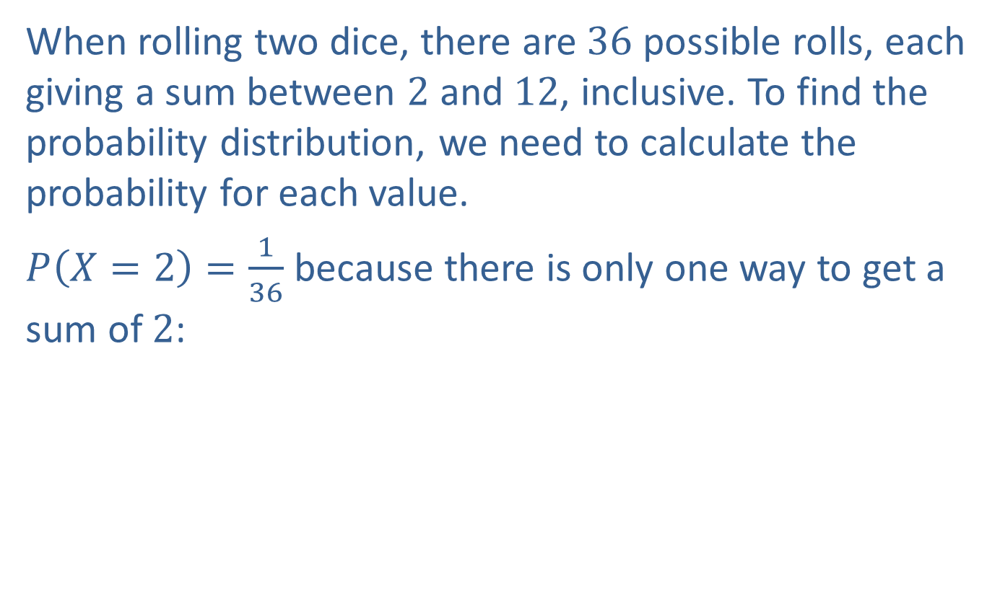 When rolling two dice, there are 36 possible rolls, each
giving a sum between 2 and 12, inclusive. To find the
probability distribution, we need to calculate the
probability for each value.
P(X = 2) = 1/36 because there is only one way to get a
sum of 2: